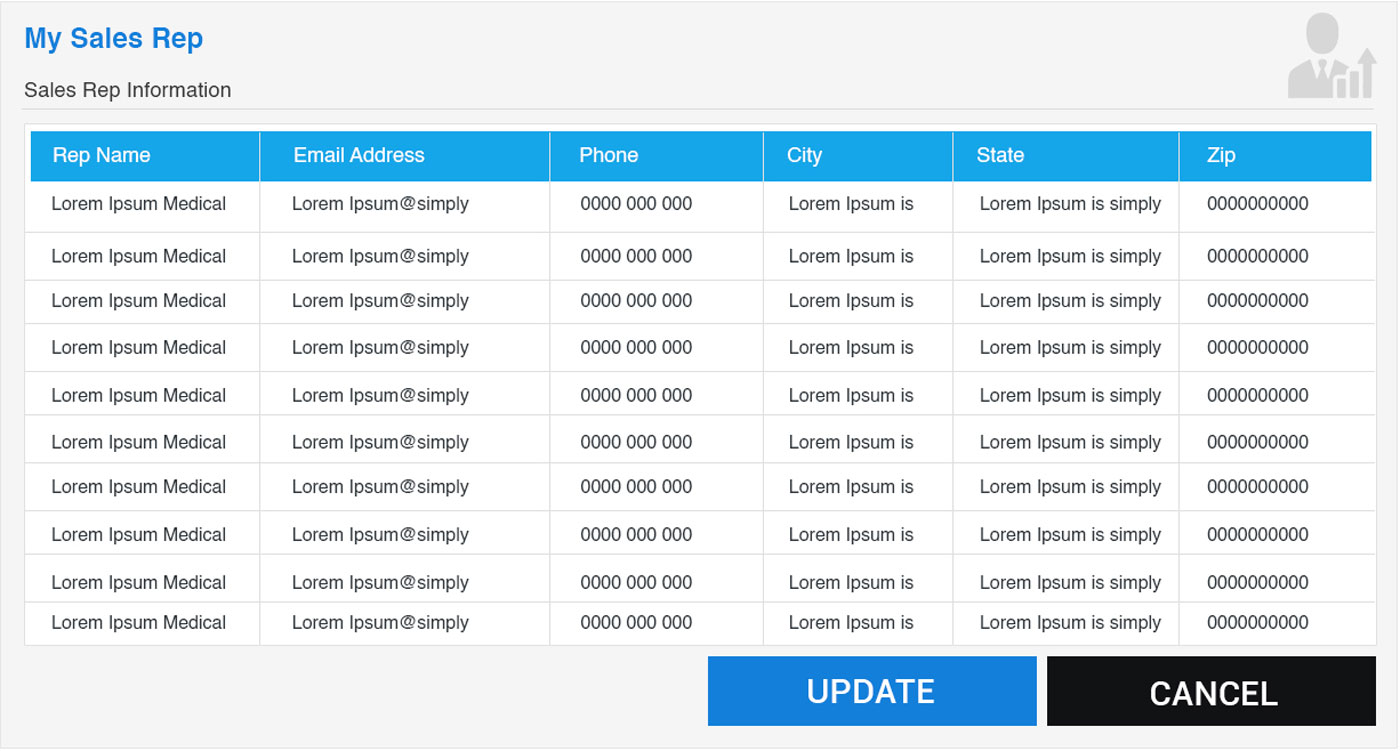 My Sales Rep
Sales Rep Information
Rep Name Email Address Phone City State Zip
Lorem Ipsum Medical Lorem Ipsum@simply 0000 000 000 Lorem Ipsum is Lorem Ipsum is simply 0000000000
Lorem Ipsum Medical Lorem Ipsum@simply 0000 000 000 Lorem Ipsum is Lorem Ipsum is simply 0000000000
Lorem Ipsum Medical Lorem Ipsum@simply 0000 000 000 Lorem Ipsum is Lorem Ipsum is simply 0000000000
Lorem Ipsum Medical Lorem Ipsum@simply 0000 000 000 Lorem Ipsum is Lorem Ipsum is simply 0000000000
Lorem Ipsum Medical Lorem Ipsum@simply 0000 000 000 Lorem Ipsum is Lorem Ipsum is simply 0000000000
Lorem Ipsum Medical Lorem Ipsum@simply 0000 000 000 Lorem Ipsum is Lorem Ipsum is simply 0000000000
Lorem Ipsum Medical Lorem Ipsum@simply 0000 000 000 Lorem Ipsum is Lorem Ipsum is simply 0000000000
Lorem Ipsum Medical Lorem Ipsum@simply 0000 000 000 Lorem Ipsum is Lorem Ipsum is simply 0000000000
Lorem Ipsum Medical Lorem Ipsum@simply 0000 000 000 Lorem Ipsum is Lorem Ipsum is simply 0000000000
Lorem Ipsum Medical Lorem Ipsum@simply 0000 000 000 Lorem Ipsum is Lorem Ipsum is simply 0000000000
UPDATE CANCEL